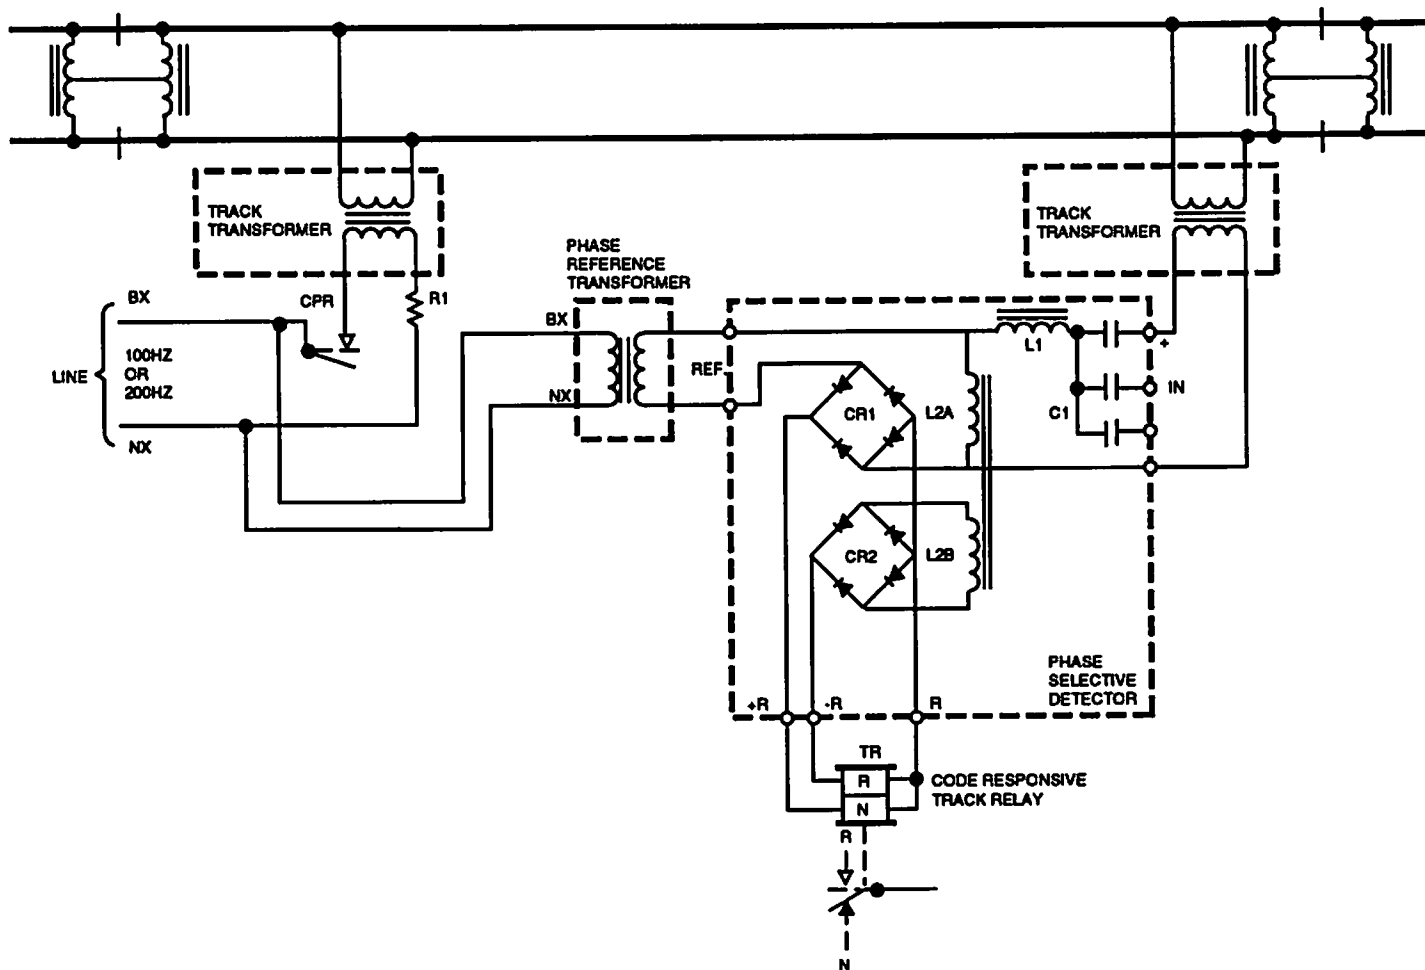 TRACK
TRANSFORMER
TRACK
TRANSFORMER
PHASE
REFERENCE
TRANSFORMER
BX
CPR
R1
BX
100HZ
OR
200HZ
LINE
NX
NX
REF.
L1
+
IN
C1
CR1
L2A
CR2
L2B
PHASE
SELECTIVE
DETECTOR
+R
-R
R
TR
R
N
CODE RESPONSIVE
TRACK RELAY
R
N